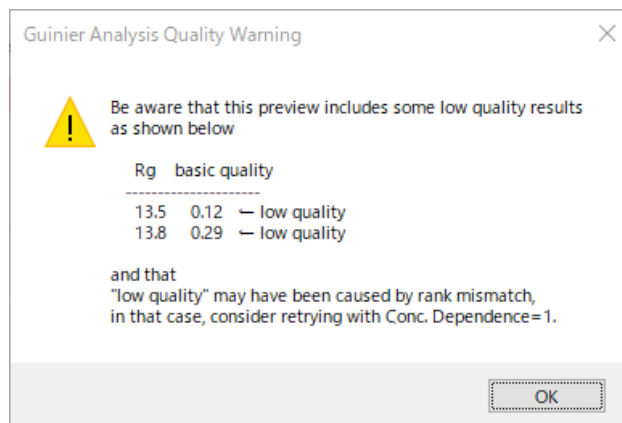 Guinier Analysis Quality Warning
Be aware that this preview includes some low quality results
as shown below
Rg basic quality
---------------------
13.5 0.12 ← low quality
13.8 0.29 ← low quality
and that
"low quality" may have been caused by rank mismatch,
in that case, consider retrying with Conc. Dependence=1.
OK